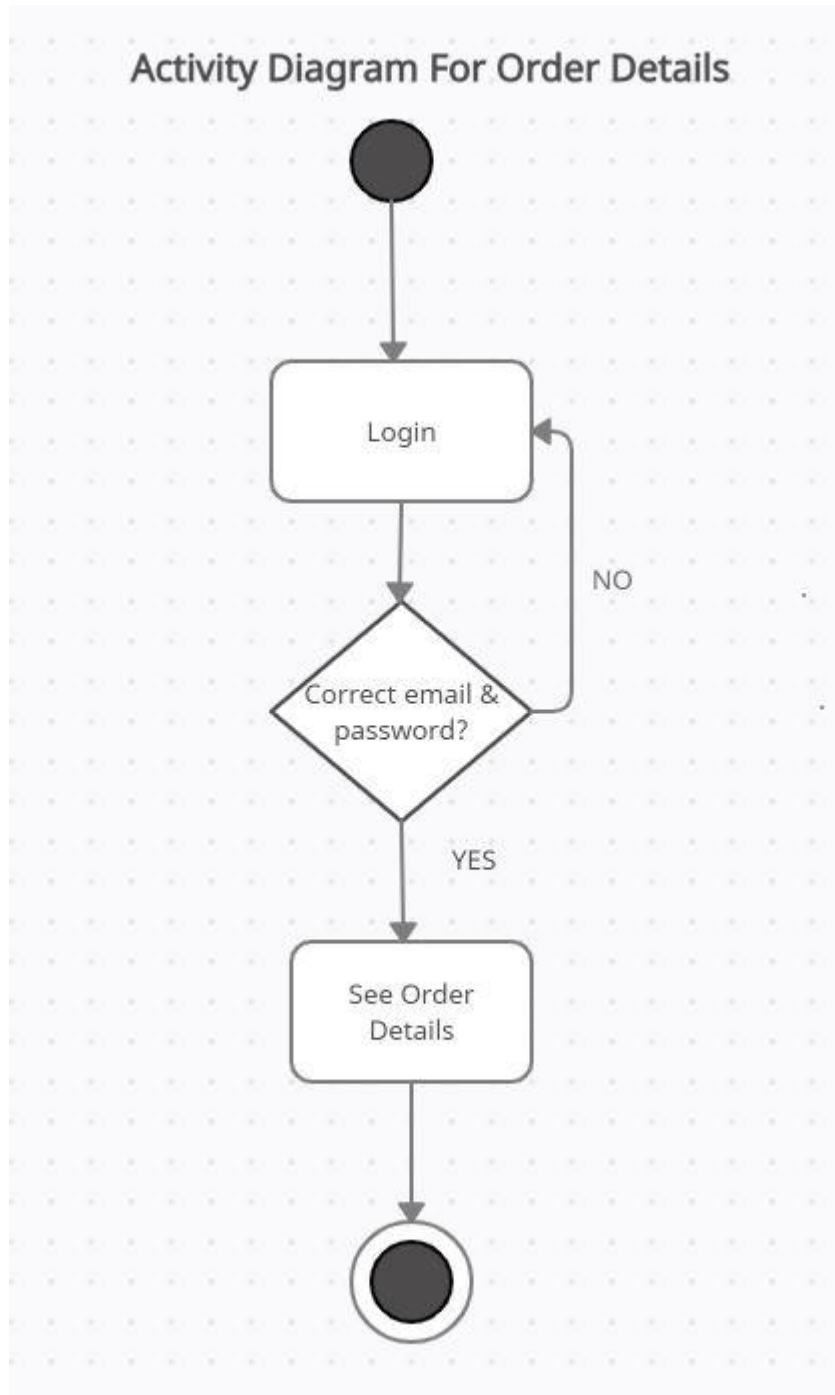 Activity Diagram For Order Details
Login
NO
Correct email &
password?
YES
See Order
Details